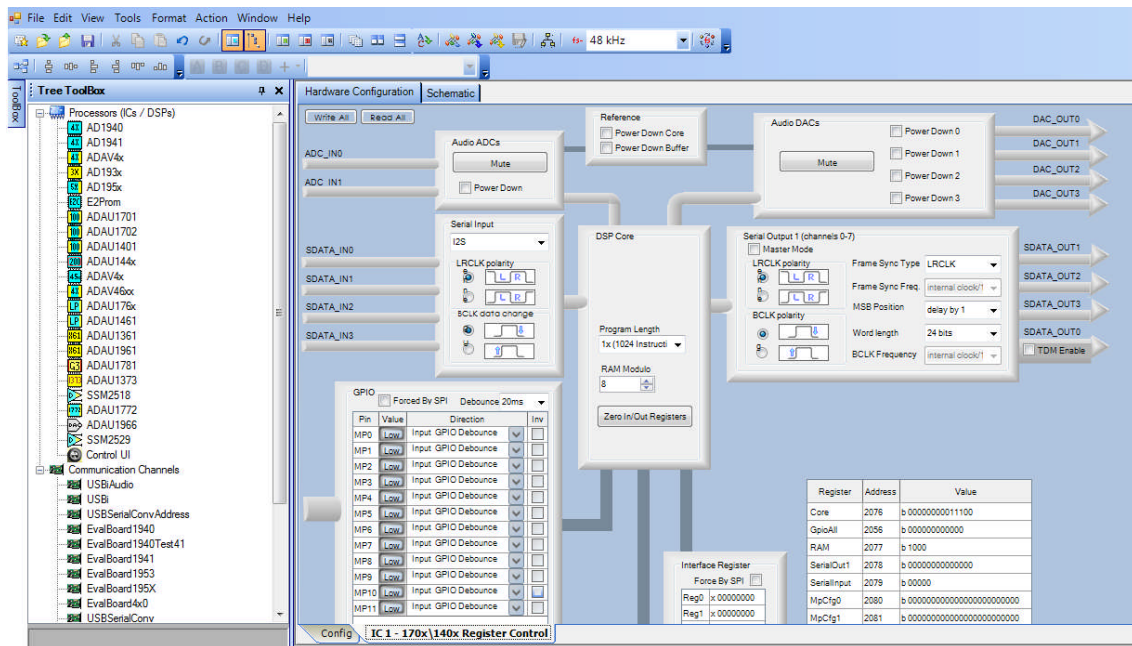 File Edit View Tools Format Action Window Help
48 kHz
ToolBox
Tree ToolBox
Processors (ICs / DSPs)
AD1940
AD1941
ADAV4x
AD193x
AD195x
E2Prom
ADAU1701
ADAU1702
ADAU1401
ADAU144x
ADAV4x
ADAV46xx
ADAU176x
ADAU1461
ADAU1361
ADAU1961
ADAU1781
ADAU1373
SSM2518
ADAU1772
ADAU1966
SSM2529
Control UI
Communication Channels
USBiAudio
USBi
USBSerialConvAddress
EvalBoard1940
EvalBoard1940Test41
EvalBoard1941
EvalBoard1953
EvalBoard195X
EvalBoard4x0
USBSerialConv
Hardware Configuration Schematic
Write All Read All
ADC_IN0
ADC_IN1
Audio ADCs
Mute
Power Down
Reference
Power Down Core
Power Down Buffer
Audio DACs
Mute
Power Down 0
Power Down 1
Power Down 2
Power Down 3
DAC_OUT0
DAC_OUT1
DAC_OUT2
DAC_OUT3
SDATA_IN0
SDATA_IN1
SDATA_IN2
SDATA_IN3
Serial Input
I2S
LRCLK polarity
L R
L R
BCLK data change
DSP Core
Program Length
1x (1024 Instructi
RAM Modulo
8
Zero In/Out Registers
Serial Output 1 (channels 0-7)
Master Mode
LRCLK polarity
L R
L R
BCLK polarity
Frame Sync Type LRCLK
Frame Sync Freq. internal clock/1
MSB Position delay by 1
Word length 24 bits
BCLK Frequency internal clock/1
SDATA_OUT1
SDATA_OUT2
SDATA_OUT3
SDATA_OUT0
TDM Enable
GPIO Forced By SPI Debounce 20ms
Pin Value Direction Inv
MP0 Low Input GPIO Debounce
MP1 Low Input GPIO Debounce
MP2 Low Input GPIO Debounce
MP3 Low Input GPIO Debounce
MP4 Low Input GPIO Debounce
MP5 Low Input GPIO Debounce
MP6 Low Input GPIO Debounce
MP7 Low Input GPIO Debounce
MP8 Low Input GPIO Debounce
MP9 Low Input GPIO Debounce
MP10 Low Input GPIO Debounce
MP11 Low Input GPIO Debounce
Interface Register
Force By SPI
Reg0 x 00000000
Reg1 x 00000000
Register Address Value
Core 2076 b 00000000011100
GpioAll 2056 b 000000000000
RAM 2077 b 1000
SerialOut1 2078 b 0000000000000
SerialInput 2079 b 00000
MpCfg0 2080 b 000000000000000000000000
MpCfg1 2081 b 000000000000000000000000
Config IC 1 - 170x\140x Register Control